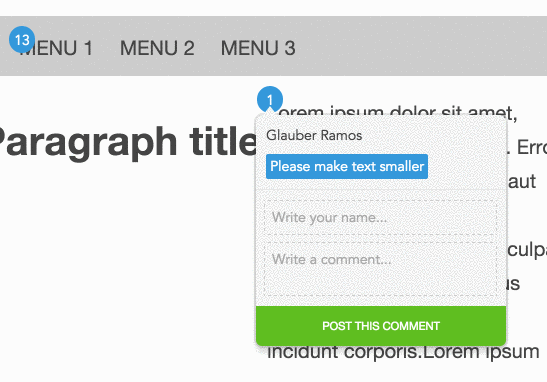 13
MENU 1 MENU 2 MENU 3
1
orem ipsum dolor sit amet,
Paragraph title
Glauber Ramos
. Erro
Please make text smaller
aut
Write your name...
culpa
Write a comment...
us
POST THIS COMMENT
incidunt corporis.Lorem ipsum